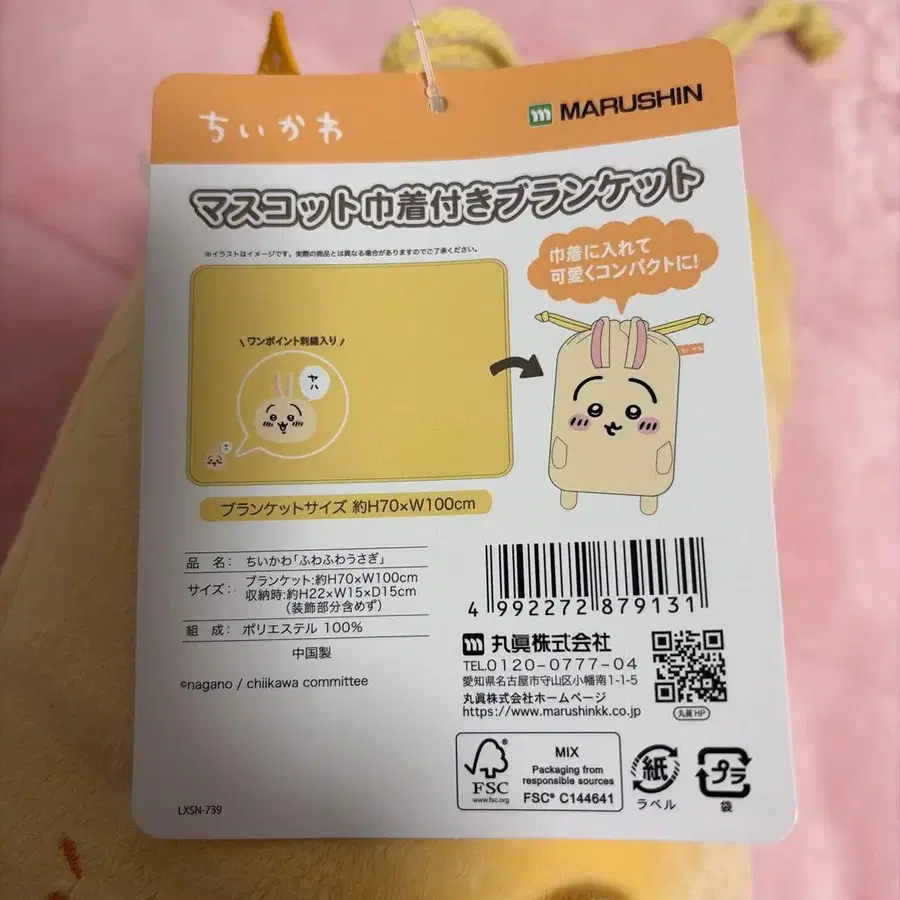 ちいかわ
MARUSHIN
マスコット巾着付きブランケット
※イラストはイメージです。実際の商品とは異なる場合がありますのでご了承ください。
巾着に入れて
可愛くコンパクトに!
\ ワンポイント刺繍入り /
ヤハ
ちいかわ
ブランケットサイズ 約H70×W100cm
品 名: ちいかわ「ふわふわうさぎ」
サイズ: ブランケット:約H70×W100cm
収納時:約H22×W15×D15cm
(装飾部分含めず)
組 成: ポリエステル 100%
中国製
©nagano / chiikawa committee
LXSN-739
4 992272 879131
丸眞株式会社
TEL.0120-0777-04
愛知県名古屋市守山区小幡南1-1-5
丸眞株式会社ホームページ
https://www.marushinkk.co.jp
丸眞 HP
FSC
www.fsc.org
MIX
Packaging from
responsible sources
FSC® C144641
紙
ラベル
プラ
袋